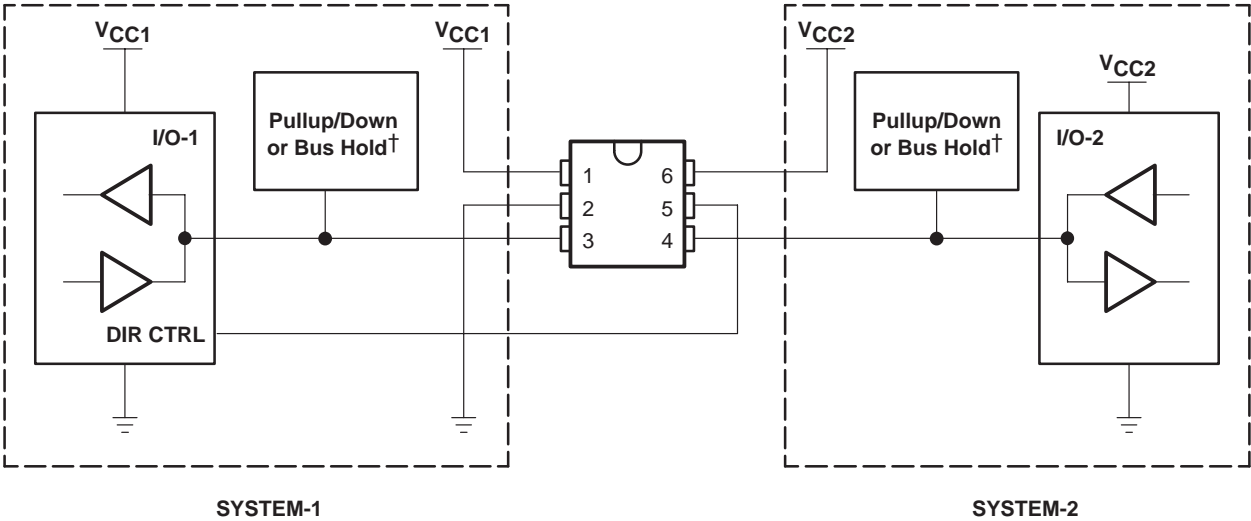 VCC1
VCC1
VCC2
VCC2
I/O-1
Pullup/Down
or Bus Hold†
1
2
3
6
5
4
Pullup/Down
or Bus Hold†
I/O-2
DIR CTRL
SYSTEM-1
SYSTEM-2